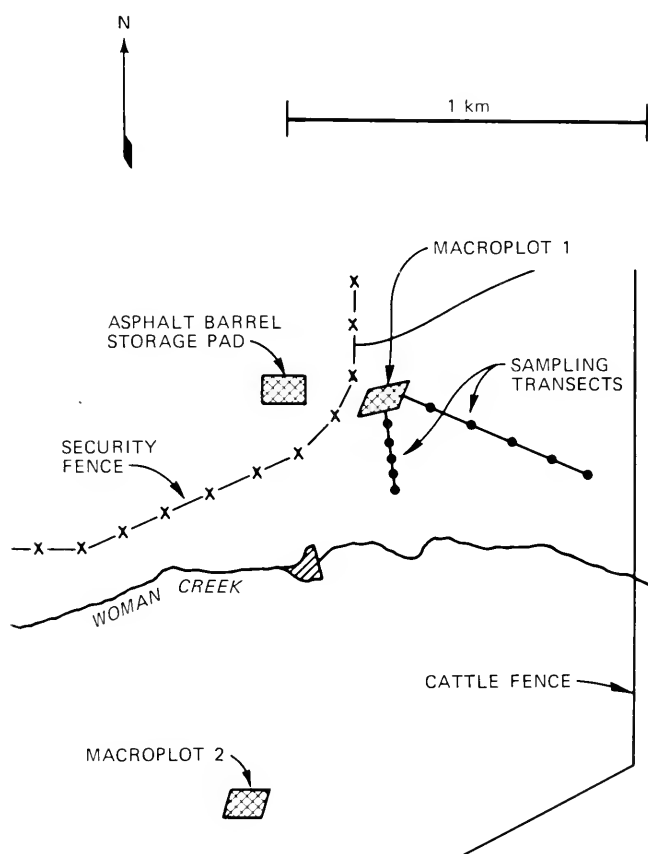 N
1 km
MACROPLOT 1
ASPHALT BARREL
STORAGE PAD
SAMPLING
TRANSECTS
SECURITY
FENCE
WOMAN CREEK
CATTLE FENCE
MACROPLOT 2